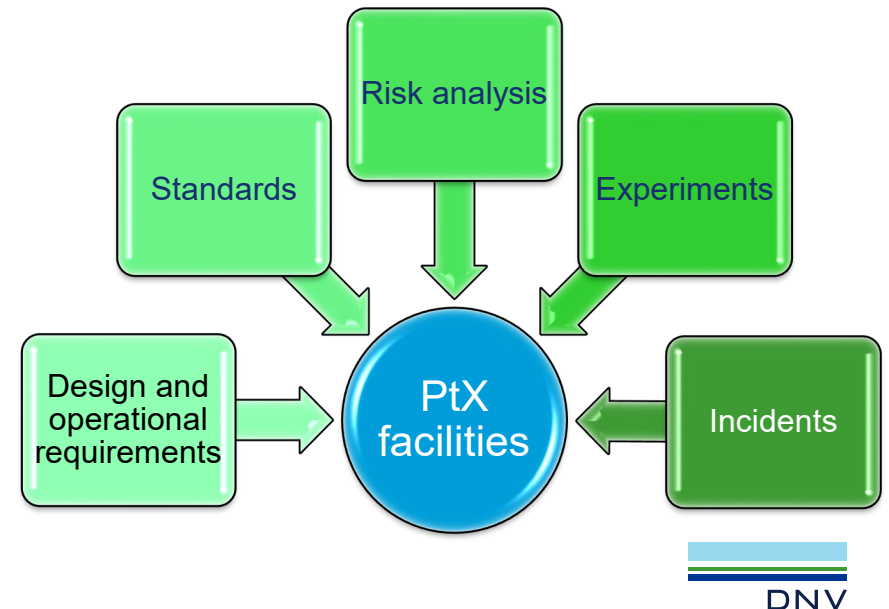 Risk analysis
Standards
Experiments
Design and
operational
requirements
PtX
facilities
Incidents
DNV